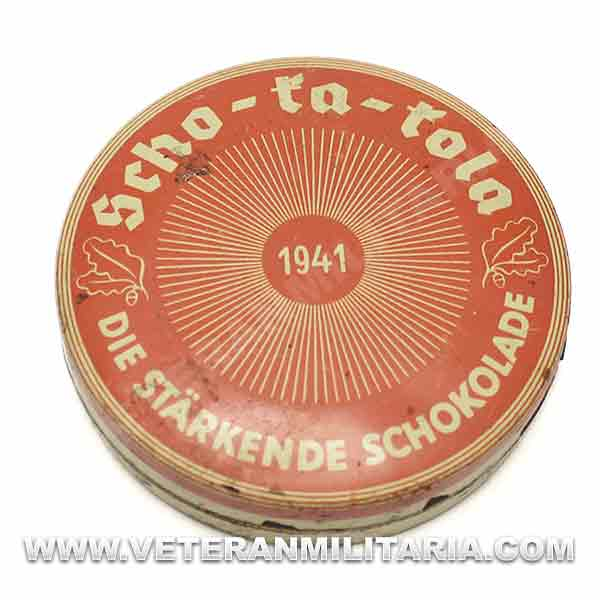 Scho-ka-kola
1941
DIE STÄRKENDE SCHOKOLADE
WWW.VETERANMILITARIA.COM